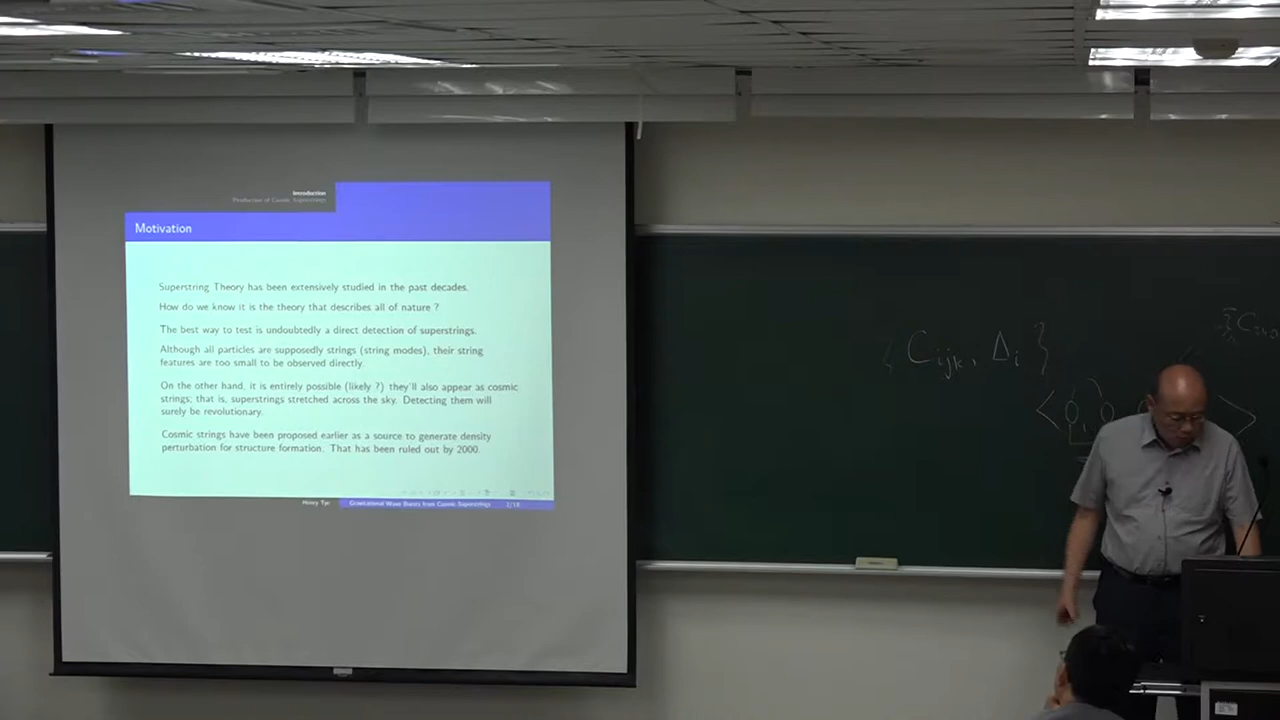 Introduction
Production of Cosmic Superstrings
Motivation
Superstring Theory has been extensively studied in the past decades.
How do we know it is the theory that describes all of nature ?
The best way to test is undoubtedly a direct detection of superstrings.
Although all particles are supposedly strings (string modes), their string
features are too small to be observed directly.
On the other hand, it is entirely possible (likely ?) they'll also appear as cosmic
strings; that is, superstrings stretched across the sky. Detecting them will
surely be revolutionary.
Cosmic strings have been proposed earlier as a source to generate density
perturbation for structure formation. That has been ruled out by 2000.
Henry Tye Gravitational Wave Bursts from Cosmic Superstrings
{ C_ijk, Δ_i }